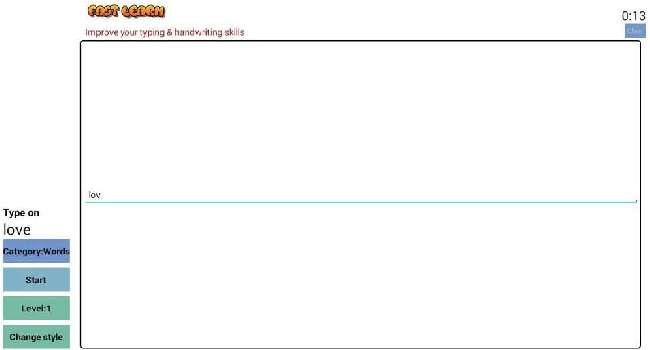 FAST LEARN
0:13
Improve your typing & handwriting skills
Clear
lov
Type on
love
Category:Words
Start
Level:1
Change style